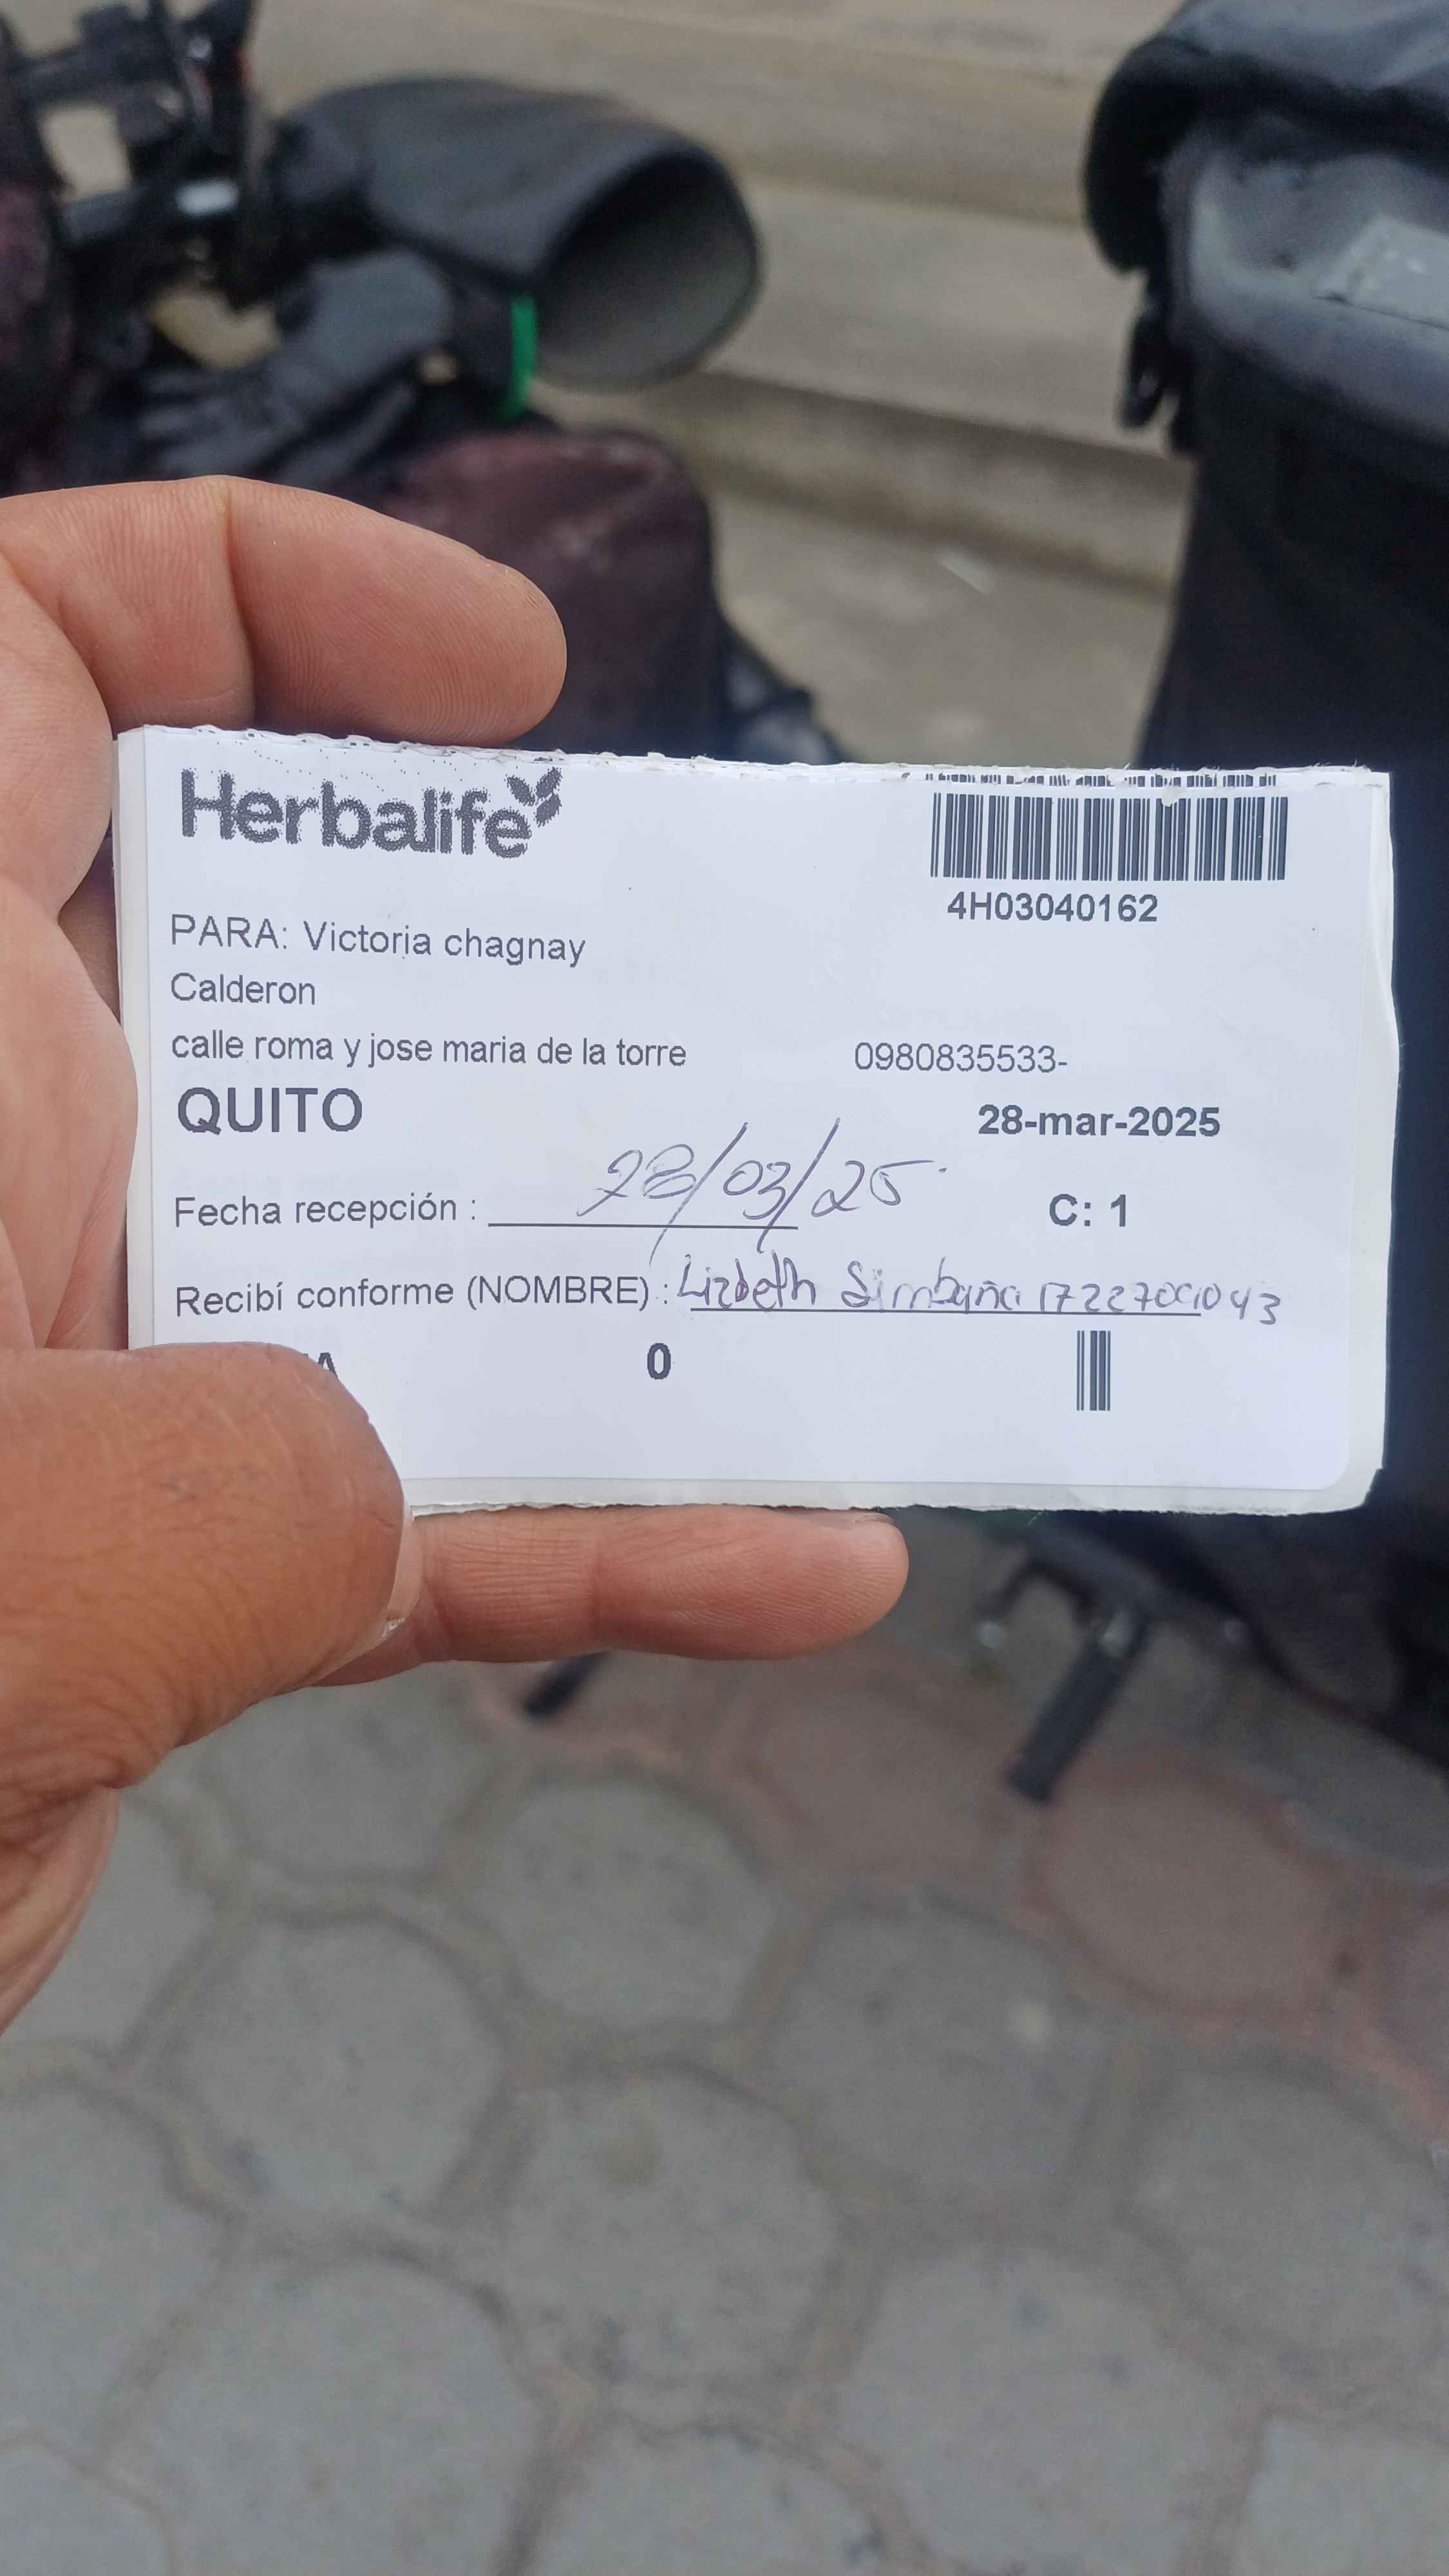 Herbalife
4H03040162
PARA: Victoria chagnay
Calderon
calle roma y jose maria de la torre 0980835533-
QUITO 28-mar-2025
Fecha recepción : 28/03/25 C: 1
Recibí conforme (NOMBRE) : Lizbeth Simbaña
0